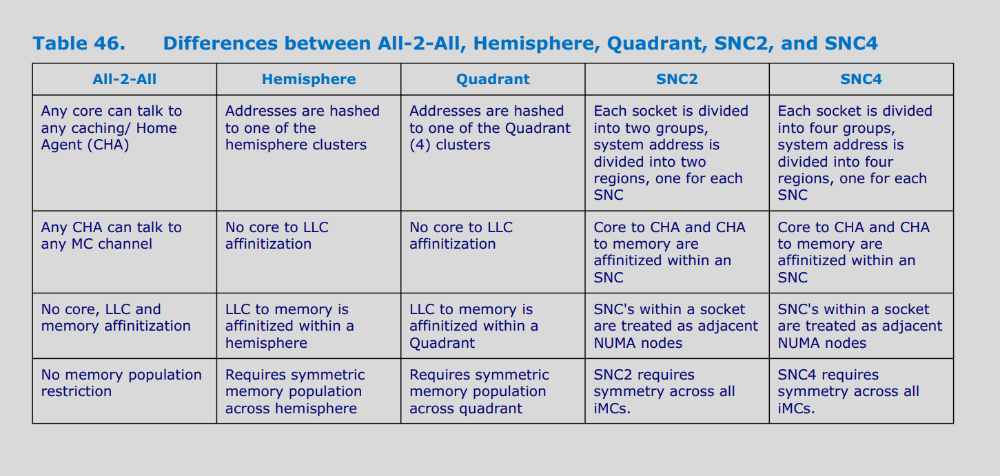 Table 46. Differences between All-2-All, Hemisphere, Quadrant, SNC2, and SNC4
All-2-All
Hemisphere
Quadrant
SNC2
SNC4
Any core can talk to
any caching/ Home
Agent (CHA)
Addresses are hashed
to one of the
hemisphere clusters
Addresses are hashed
to one of the Quadrant
(4) clusters
Each socket is divided
into two groups,
system address is
divided into two
regions, one for each
SNC
Each socket is divided
into four groups,
system address is
divided into four
regions, one for each
SNC
Any CHA can talk to
any MC channel
No core to LLC
affinitization
No core to LLC
affinitization
Core to CHA and CHA
to memory are
affinitized within an
SNC
Core to CHA and CHA
to memory are
affinitized within an
SNC
No core, LLC and
memory affinitization
LLC to memory is
affinitized within a
hemisphere
LLC to memory is
affinitized within a
Quadrant
SNC's within a socket
are treated as adjacent
NUMA nodes
SNC's within a socket
are treated as adjacent
NUMA nodes
No memory population
restriction
Requires symmetric
memory population
across hemisphere
Requires symmetric
memory population
across quadrant
SNC2 requires
symmetry across all
iMCs.
SNC4 requires
symmetry across all
iMCs.